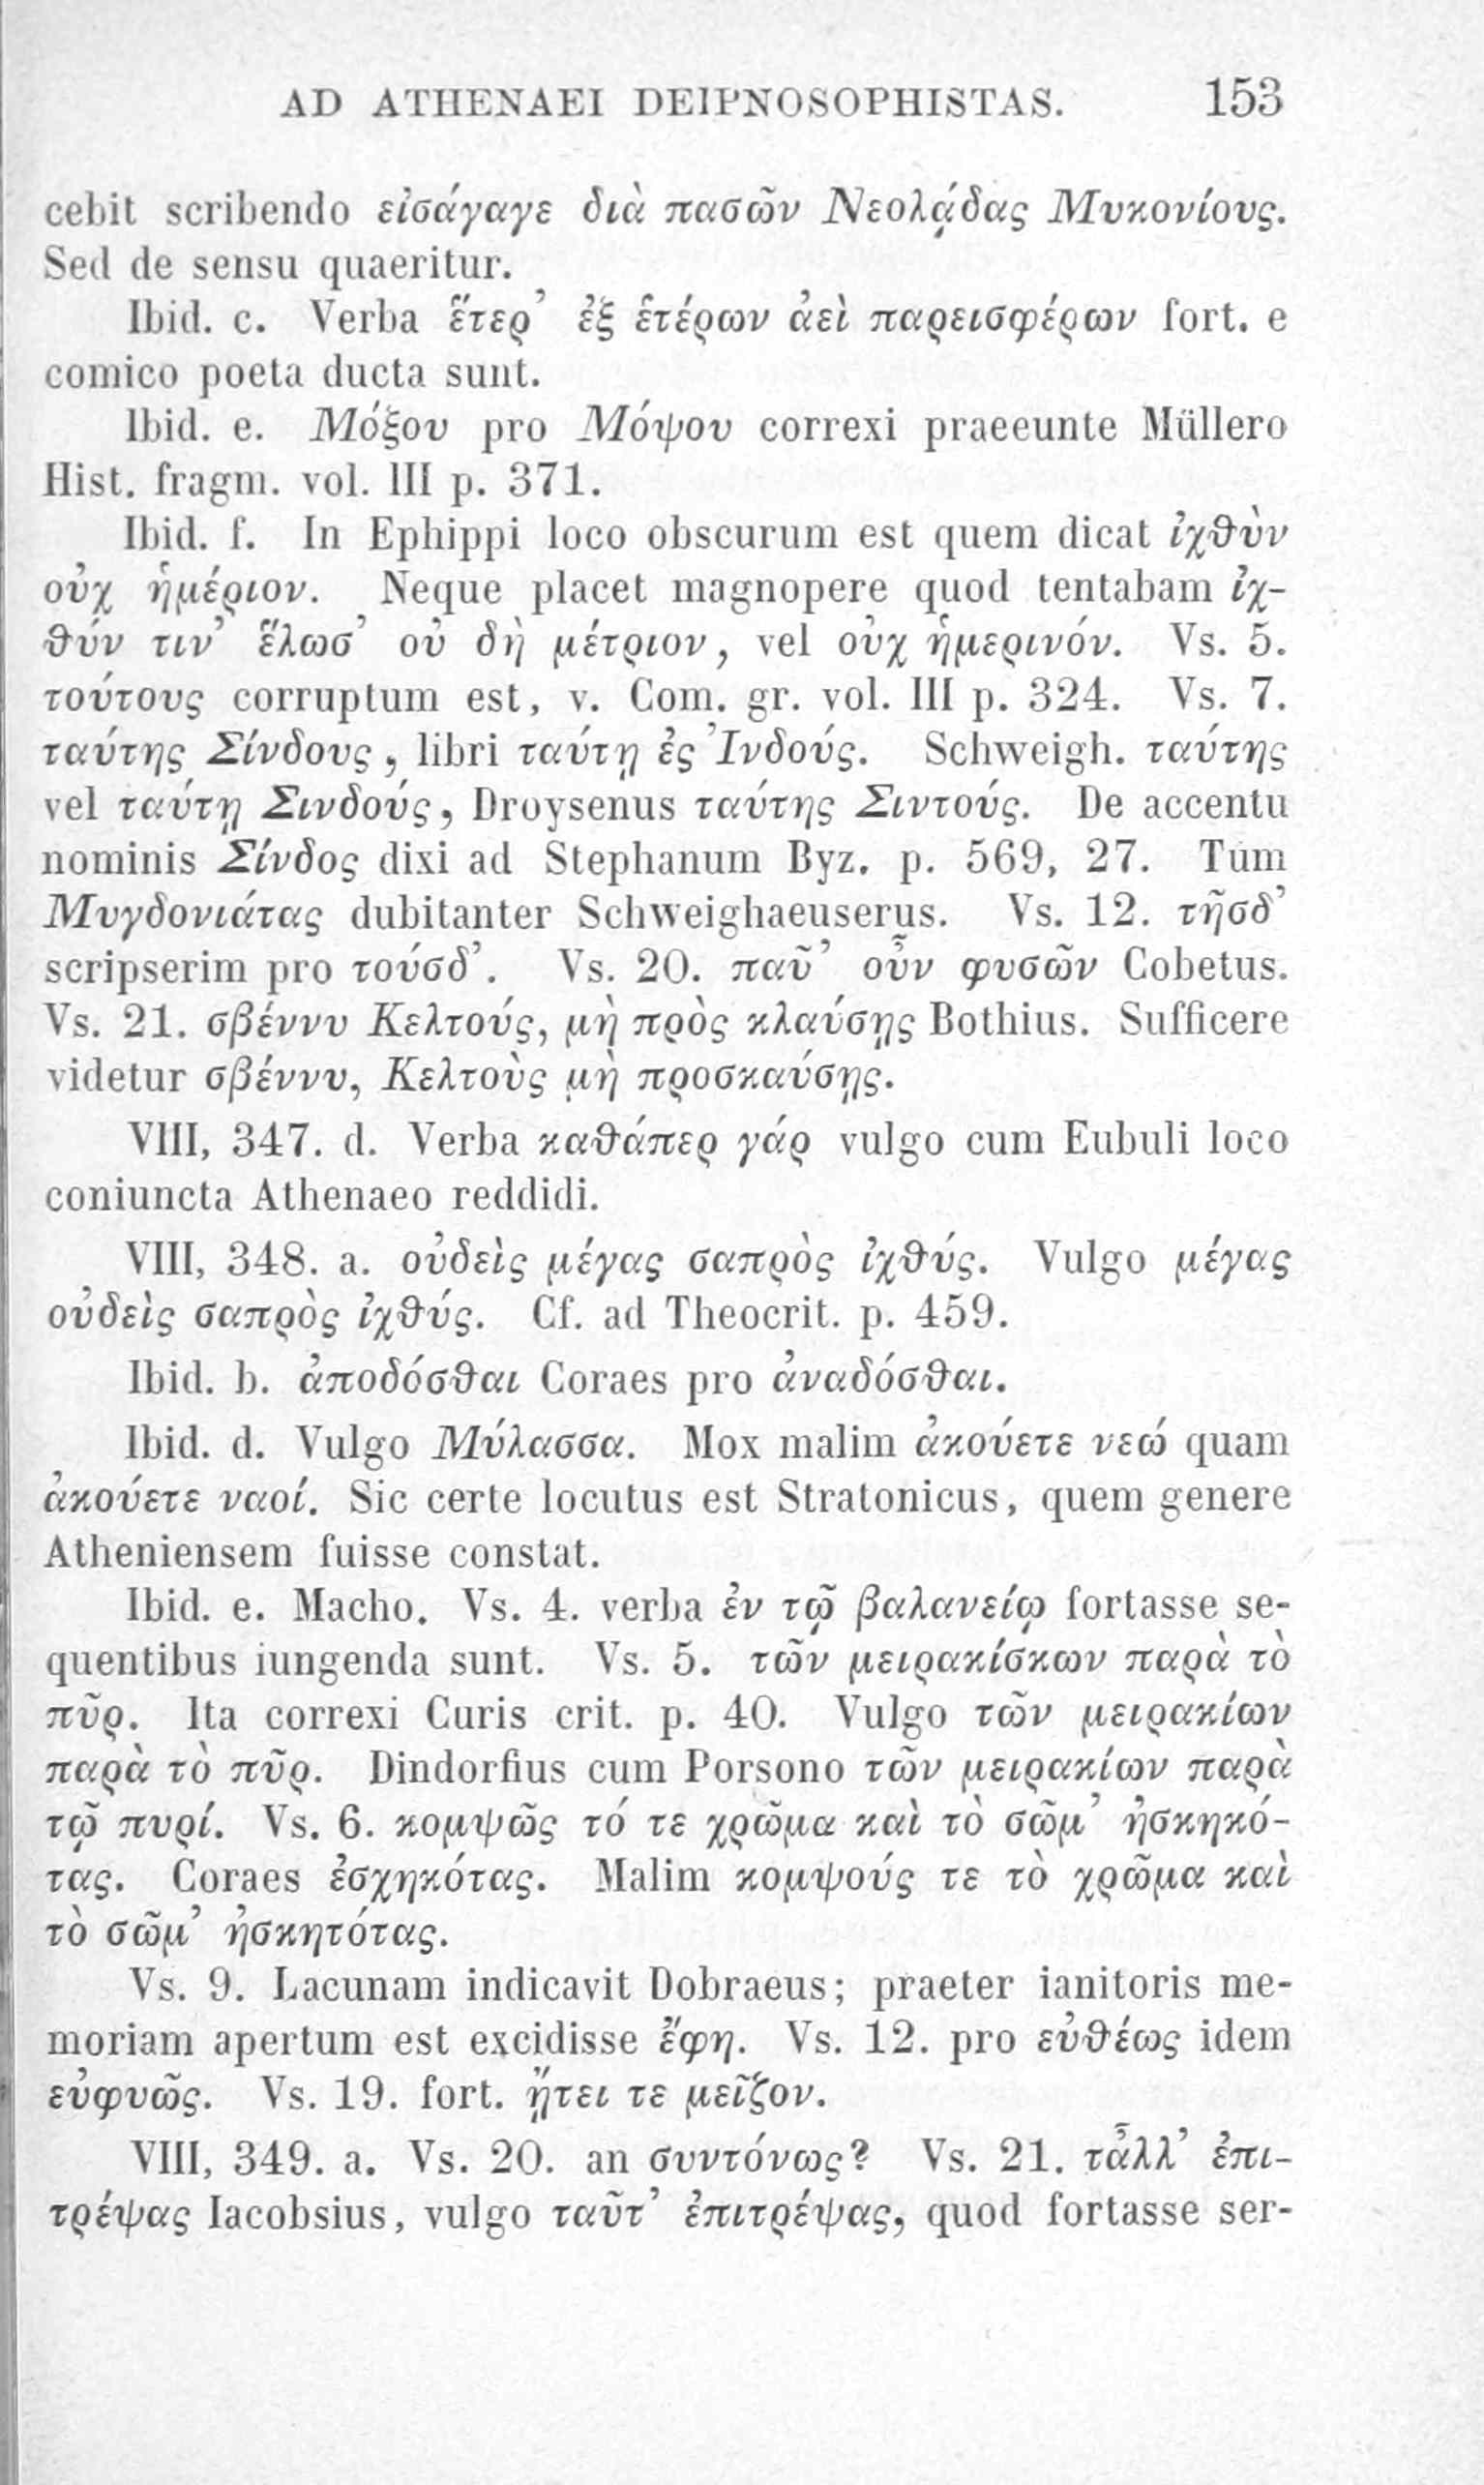 AD ATHENAEI DEIPNOSOPHISTAS. 153
cebit scribendo εἰσάγαγε διὰ πασῶν Νεολᾴδας Μυκονίους.
Sed de sensu quaeritur.
Ibid. c. Verba ἕτερ’ ἐξ ἑτέρων ἀεὶ παρεισφέρων fort. e
comico poeta ducta sunt.
Ibid. e. Μόξου pro Μόψου correxi praeeunte Müllero
Hist. fragm. vol. III p. 371.
Ibid. f. In Ephippi loco obscurum est quem dicat ἰχθὺν
οὐχ ἡμέριον. Neque placet magnopere quod tentabam ἰχ-
θύν τιν’ ἕλωσ’ οὐ δὴ μέτριον, vel οὐχ ἡμερινόν. Vs. 5.
τούτους corruptum est, v. Com. gr. vol. III p. 324. Vs. 7.
ταύτης Σίνδους, libri ταύτῃ ἐς Ἰνδούς. Schweigh. ταύτης
vel ταύτῃ Σινδούς, Droysenus ταύτης Σιντούς. De accentu
nominis Σίνδος dixi ad Stephanum Byz. p. 569, 27. Tum
Μυγδονιάτας dubitanter Schweighaeuserus. Vs. 12. τῆσδ’
scripserim pro τούσδ’. Vs. 20. παῦ’ οὖν φυσῶν Cobetus.
Vs. 21. σβέννυ Κελτούς, μὴ πρὸς κλαύσῃς Bothius. Sufficere
videtur σβέννυ, Κελτοὺς μὴ προσκαύσῃς.
VIII, 347. d. Verba καθάπερ γάρ vulgo cum Eubuli loco
coniuncta Athenaeo reddidi.
VIII, 348. a. οὐδεὶς μέγας σαπρὸς ἰχθύς. Vulgo μέγας
οὐδεὶς σαπρὸς ἰχθύς. Cf. ad Theocrit. p. 459.
Ibid. b. ἀποδόσθαι Coraes pro ἀναδόσθαι.
Ibid. d. Vulgo Μύλασσα. Mox malim ἀκούετε νεῴ quam
ἀκούετε ναοί. Sic certe locutus est Stratonicus, quem genere
Atheniensem fuisse constat.
Ibid. e. Macho. Vs. 4. verba ἐν τῷ βαλανείῳ fortasse se-
quentibus iungenda sunt. Vs. 5. τῶν μειρακίσκων παρὰ τὸ
πῦρ. Ita correxi Curis crit. p. 40. Vulgo τῶν μειρακίων
παρὰ τὸ πῦρ. Dindorfius cum Porsono τῶν μειρακίων παρὰ
τῷ πυρί. Vs. 6. κομψῶς τό τε χρῶμα καὶ τὸ σῶμ’ ἠσκηκό-
τας. Coraes ἐσχηκότας. Malim κομψούς τε τὸ χρῶμα καὶ
τὸ σῶμ’ ἠσκητότας.
Vs. 9. Lacunam indicavit Dobraeus; praeter ianitoris me-
moriam apertum est excidisse ἔφη. Vs. 12. pro εὐθέως idem
εὐφυῶς. Vs. 19. fort. ᾔτει τε μεῖζον.
VIII, 349. a. Vs. 20. an συντόνως? Vs. 21. τἆλλ’ ἐπι-
τρέψας Iacobsius, vulgo ταῦτ’ ἐπιτρέψας, quod fortasse ser-